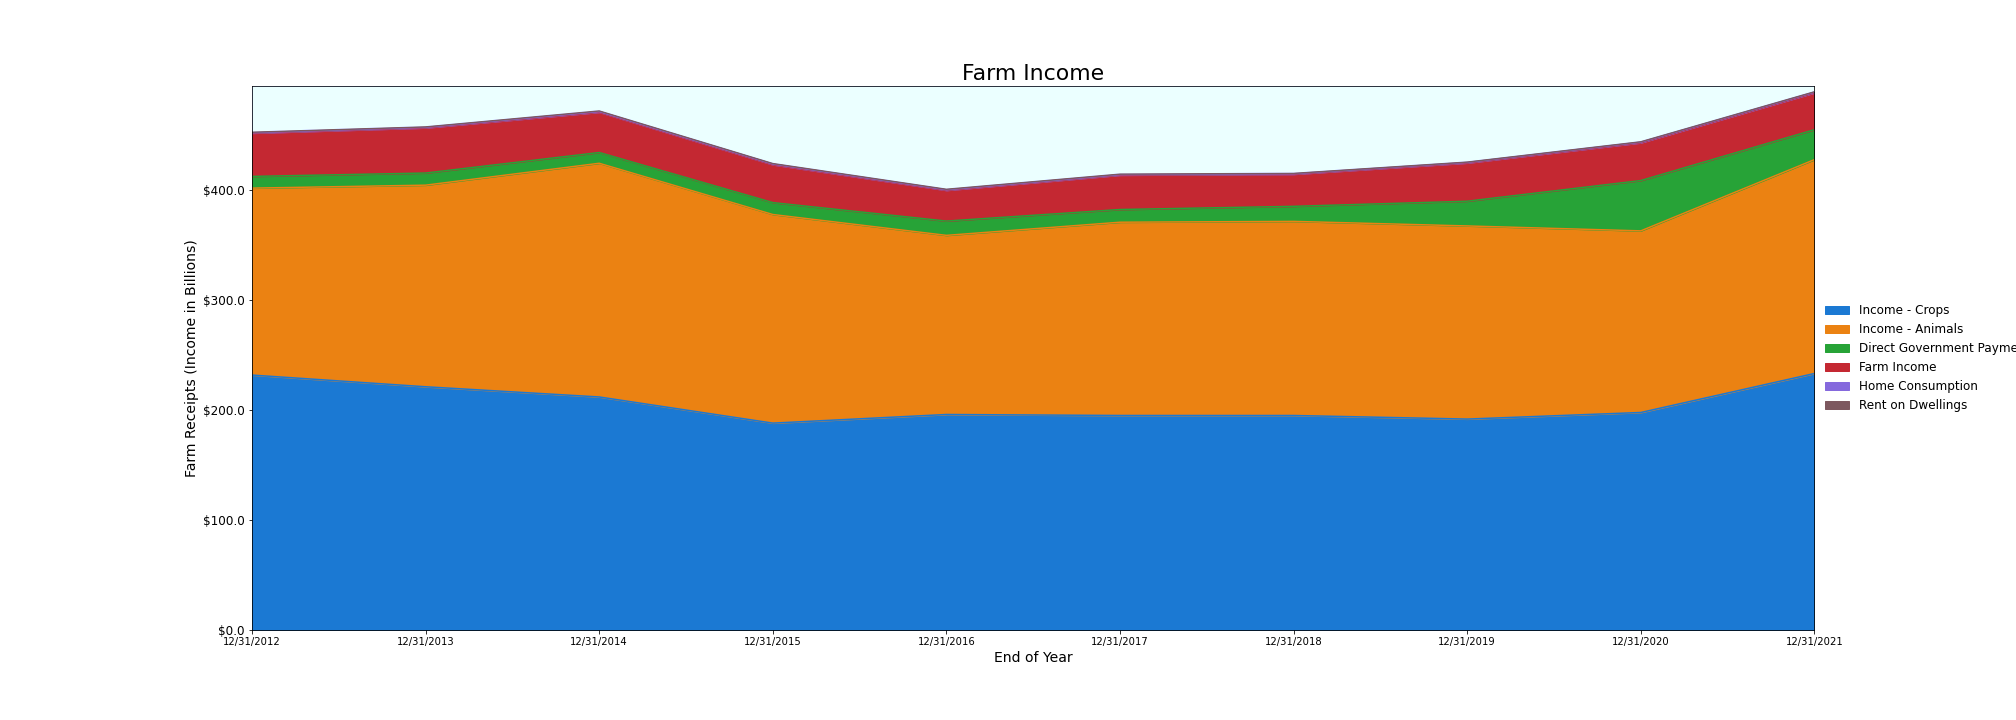 Farm Income
Farm Receipts (Income in Billions)
$400.0
$300.0
$200.0
$100.0
$0.0
12/31/2012
12/31/2013
12/31/2014
12/31/2015
12/31/2016
12/31/2017
12/31/2018
12/31/2019
12/31/2020
12/31/2021
End of Year
Income - Crops
Income - Animals
Direct Government Payme
Farm Income
Home Consumption
Rent on Dwellings